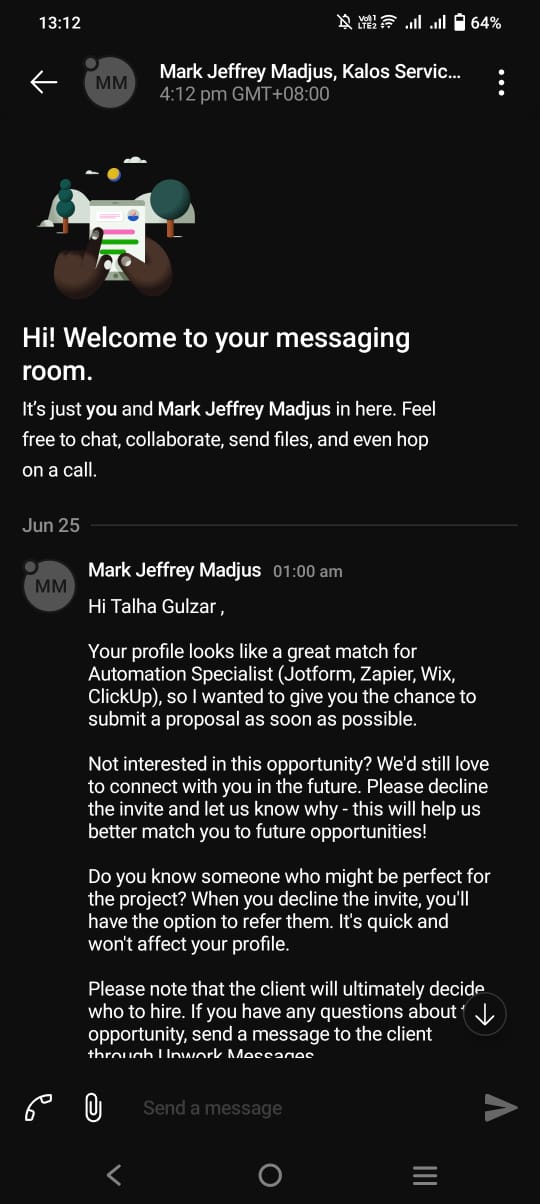 13:12
Vo))1
LTE2
64%
MM
Mark Jeffrey Madjus, Kalos Servic...
4:12 pm GMT+08:00
Hi! Welcome to your messaging
room.
It's just you and Mark Jeffrey Madjus in here. Feel
free to chat, collaborate, send files, and even hop
on a call.
Jun 25
MM
Mark Jeffrey Madjus 01:00 am
Hi Talha Gulzar ,
Your profile looks like a great match for
Automation Specialist (Jotform, Zapier, Wix,
ClickUp), so I wanted to give you the chance to
submit a proposal as soon as possible.
Not interested in this opportunity? We'd still love
to connect with you in the future. Please decline
the invite and let us know why - this will help us
better match you to future opportunities!
Do you know someone who might be perfect for
the project? When you decline the invite, you'll
have the option to refer them. It's quick and
won't affect your profile.
Please note that the client will ultimately decide
who to hire. If you have any questions about
opportunity, send a message to the client
through Upwork Messages
Send a message